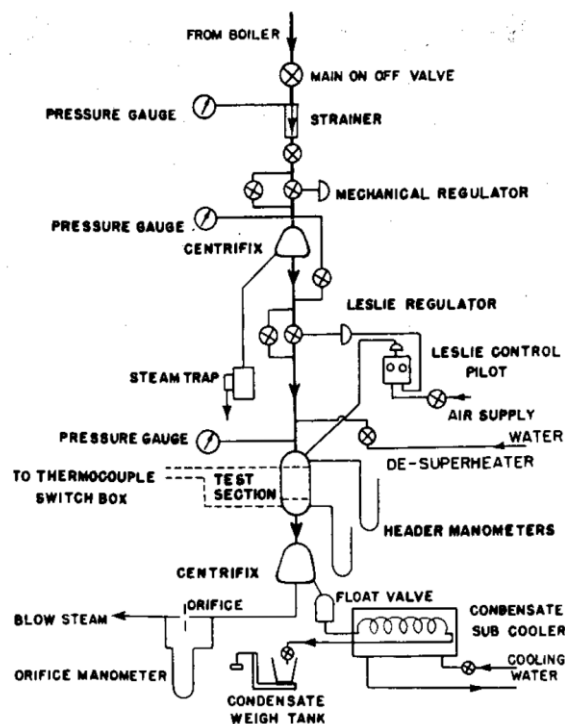 FROM BOILER
MAIN ON OFF VALVE
PRESSURE GAUGE
STRAINER
MECHANICAL REGULATOR
PRESSURE GAUGE
CENTRIFIX
LESLIE REGULATOR
LESLIE CONTROL
PILOT
STEAM TRAP
AIR SUPPLY
PRESSURE GAUGE
WATER
DE-SUPERHEATER
TO THERMOCOUPLE
SWITCH BOX
TEST
SECTION
HEADER MANOMETERS
CENTRIFIX
FLOAT VALVE
BLOW STEAM
ORIFICE
CONDENSATE
SUB COOLER
COOLING
WATER
ORIFICE MANOMETER
CONDENSATE
WEIGH TANK